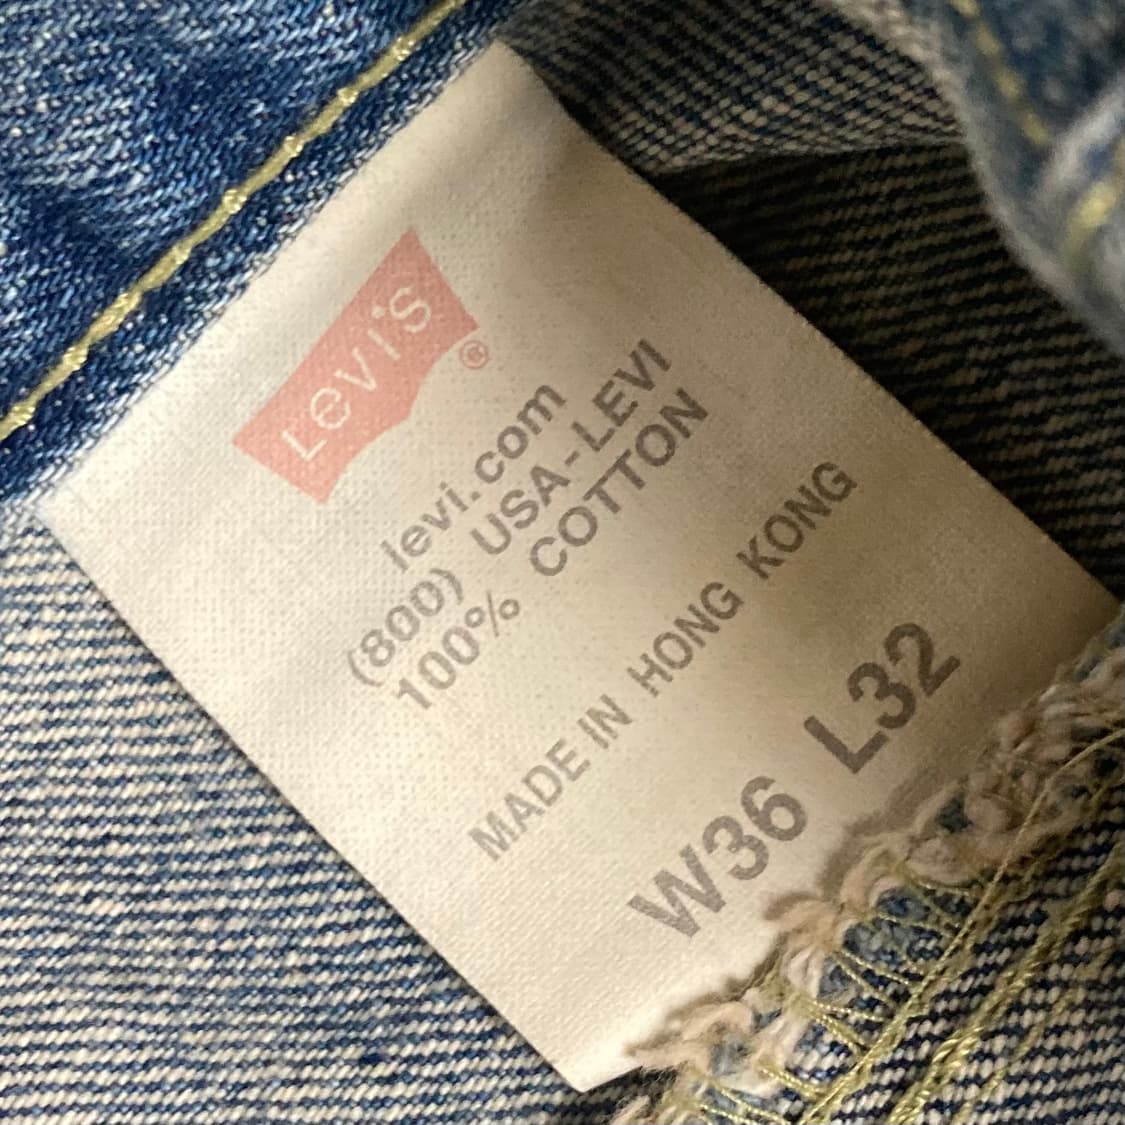 Levi's®
levi.com
(800) USA-LEVI
100% COTTON
MADE IN HONG KONG
W36 L32